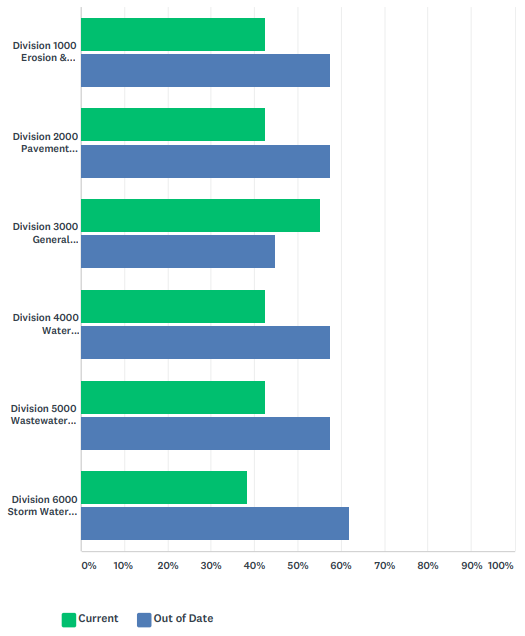 Division 1000
Erosion &...
Division 2000
Pavement...
Division 3000
General...
Division 4000
Water...
Division 5000
Wastewater...
Division 6000
Storm Water...
0% 10% 20% 30% 40% 50% 60% 70% 80% 90% 100%
Current Out of Date